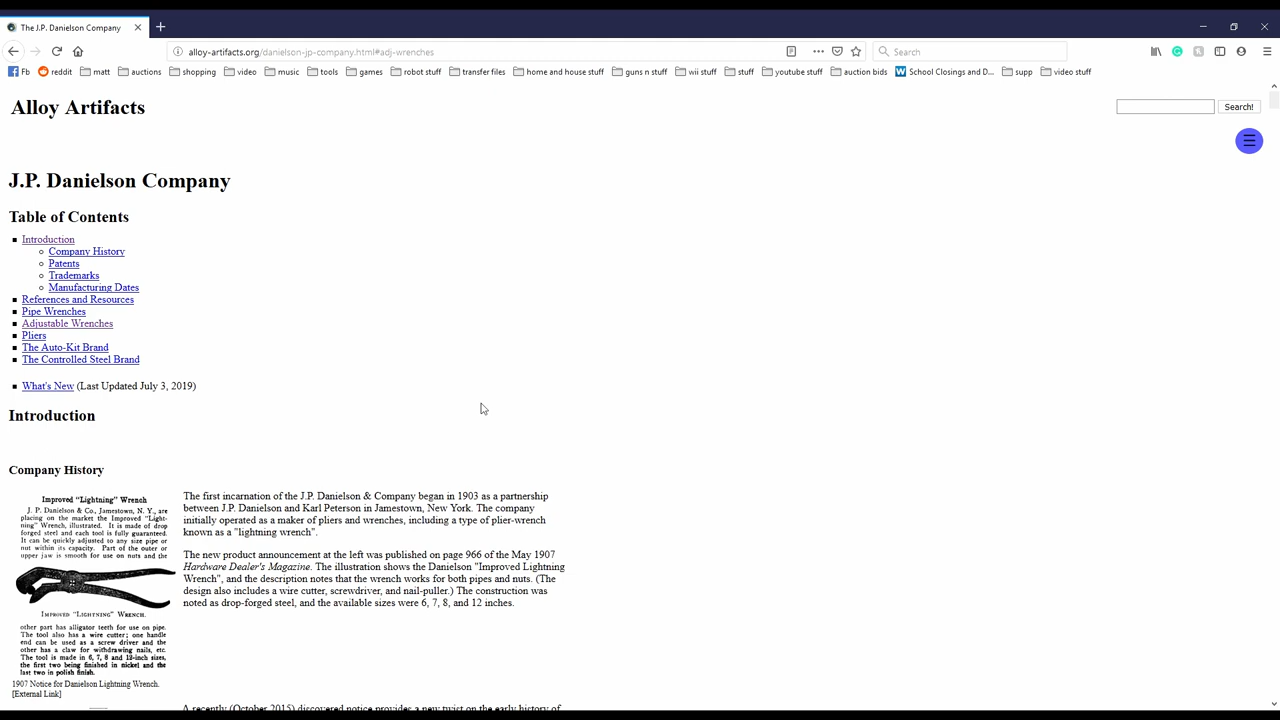 The J.P. Danielson Company
alloy-artifacts.org/danielson-jp-company.html#adj-wrenches
Search
Fb
reddit
matt
auctions
shopping
video
music
tools
games
robot stuff
transfer files
home and house stuff
guns n stuff
wii stuff
stuff
youtube stuff
auction bids
School Closings and D...
supp
video stuff
Alloy Artifacts
Search!
J.P. Danielson Company
Table of Contents
Introduction
Company History
Patents
Trademarks
Manufacturing Dates
References and Resources
Pipe Wrenches
Adjustable Wrenches
Pliers
The Auto-Kit Brand
The Controlled Steel Brand
What's New (Last Updated July 3, 2019)
Introduction
Company History
Improved "Lightning" Wrench
J. P. Danielson & Co., Jamestown, N. Y., are
placing on the market the Improved "Light-
ning" Wrench, illustrated. It is made of drop
forged steel and each tool is fully guaranteed.
It can be quickly adjusted to any size pipe or
nut within its capacity. Part of the outer or
upper jaw is smooth for use on nuts and the
IMPROVED "LIGHTNING" WRENCH.
other part has alligator teeth for use on pipe.
The tool also has a wire cutter; one handle
end can be used as a screw driver and the
other has a claw for withdrawing nails, etc.
The tool is made in 6, 7, 8 and 12-inch sizes,
the first two being finished in nickel and the
last two in polish finish.
1907 Notice for Danielson Lightning Wrench.
[External Link]
The first incarnation of the J.P. Danielson & Company began in 1903 as a partnership
between J.P. Danielson and Karl Peterson in Jamestown, New York. The company
initially operated as a maker of pliers and wrenches, including a type of plier-wrench
known as a "lightning wrench".
The new product announcement at the left was published on page 966 of the May 1907
Hardware Dealer's Magazine. The illustration shows the Danielson "Improved Lightning
Wrench", and the description notes that the wrench works for both pipes and nuts. (The
design also includes a wire cutter, screwdriver, and nail-puller.) The construction was
noted as drop-forged steel, and the available sizes were 6, 7, 8, and 12 inches.
A recently (October 2015) discovered notice provides a new twist on the early history of